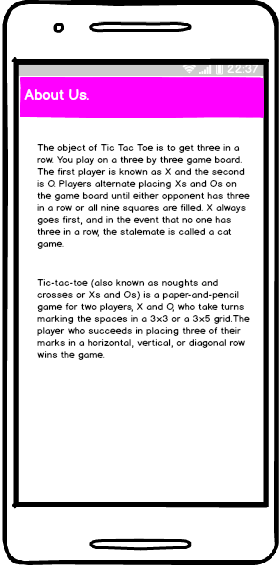 22:37
About Us.
The object of Tic Tac Toe is to get three in a
row. You play on a three by three game board.
The first player is known as X and the second
is O. Players alternate placing Xs and Os on
the game board until either opponent has three
in a row or all nine squares are filled. X always
goes first, and in the event that no one has
three in a row, the stalemate is called a cat
game.
Tic-tac-toe (also known as noughts and
crosses or Xs and Os) is a paper-and-pencil
game for two players, X and O, who take turns
marking the spaces in a 3×3 or a 3×5 grid.The
player who succeeds in placing three of their
marks in a horizontal, vertical, or diagonal row
wins the game.